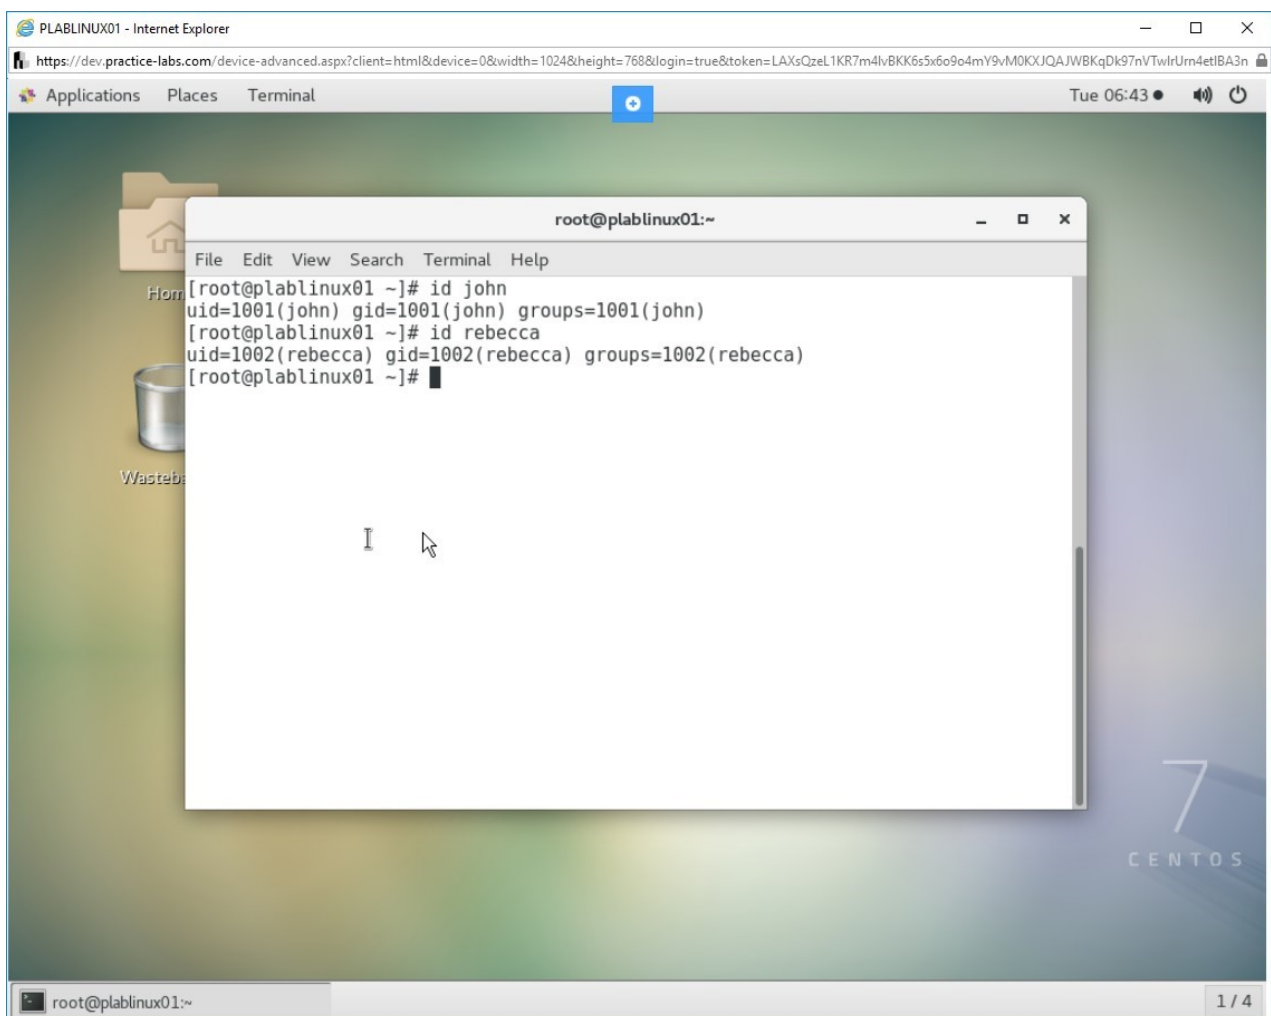 PLABLINUX01 - Internet Explorer
https://dev.practice-labs.com/device-advanced.aspx?client=html&device=0&width=1024&height=768&login=true&token=LAXsQzeL1KR7m4lvBKK6s5x6o9o4mY9vM0KXJQAJWBKqDk97nVTwIrUrn4etIBA3n
Applications Places Terminal Tue 06:43
root@plablinux01:~
File Edit View Search Terminal Help
Home
[root@plablinux01 ~]# id john
uid=1001(john) gid=1001(john) groups=1001(john)
[root@plablinux01 ~]# id rebecca
uid=1002(rebecca) gid=1002(rebecca) groups=1002(rebecca)
[root@plablinux01 ~]#
Wasteb
7
CENTOS
root@plablinux01:~ 1 / 4